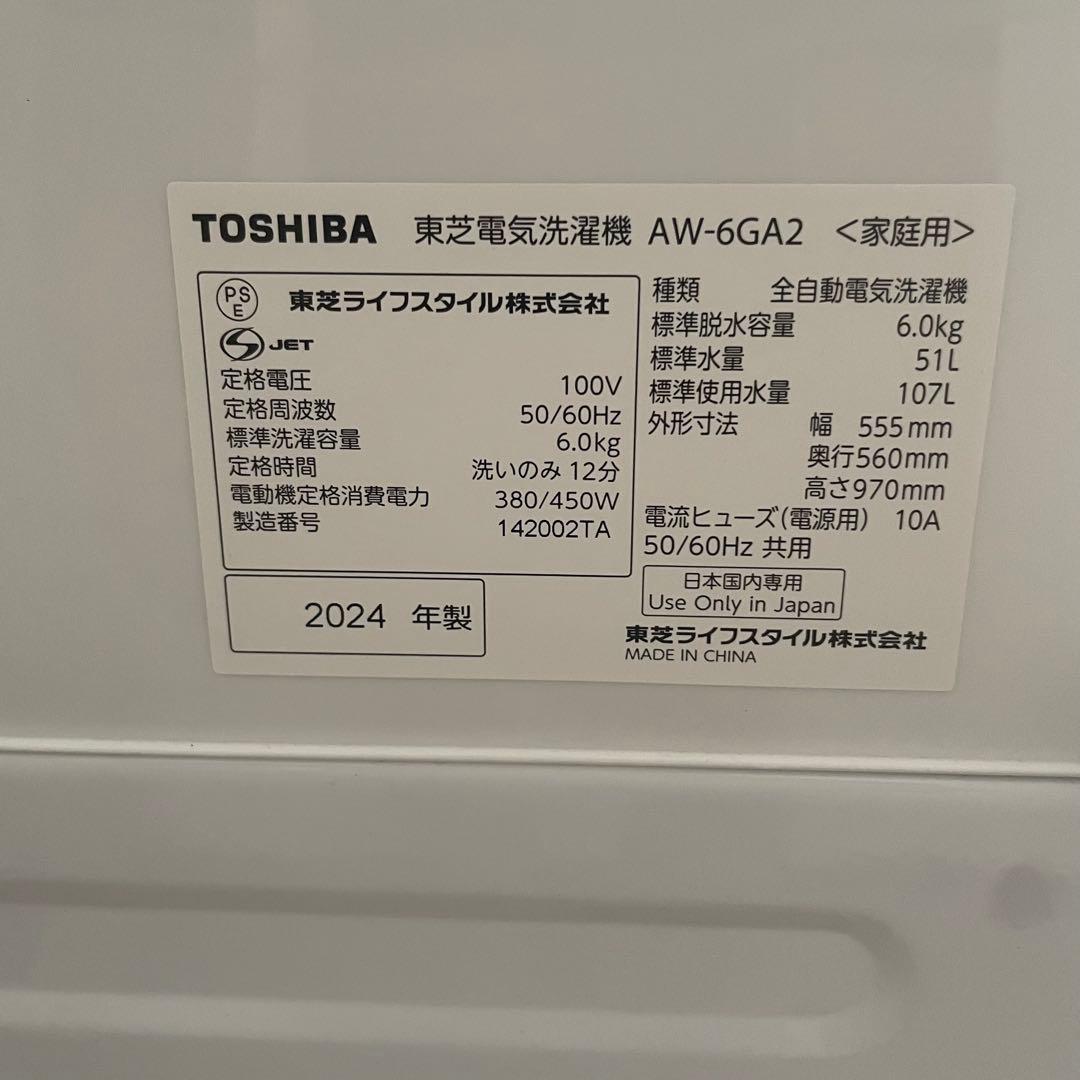 TOSHIBA 東芝電気洗濯機 AW-6GA2 <家庭用>
PSE 東芝ライフスタイル株式会社
S JET
定格電圧 100V
定格周波数 50/60Hz
標準洗濯容量 6.0kg
定格時間 洗いのみ 12分
電動機定格消費電力 380/450W
製造番号 142002TA
2024 年製
種類 全自動電気洗濯機
標準脱水容量 6.0kg
標準水量 51L
標準使用水量 107L
外形寸法 幅 555mm
奥行560mm
高さ970mm
電流ヒューズ(電源用) 10A
50/60Hz 共用
日本国内専用
Use Only in Japan
東芝ライフスタイル株式会社
MADE IN CHINA